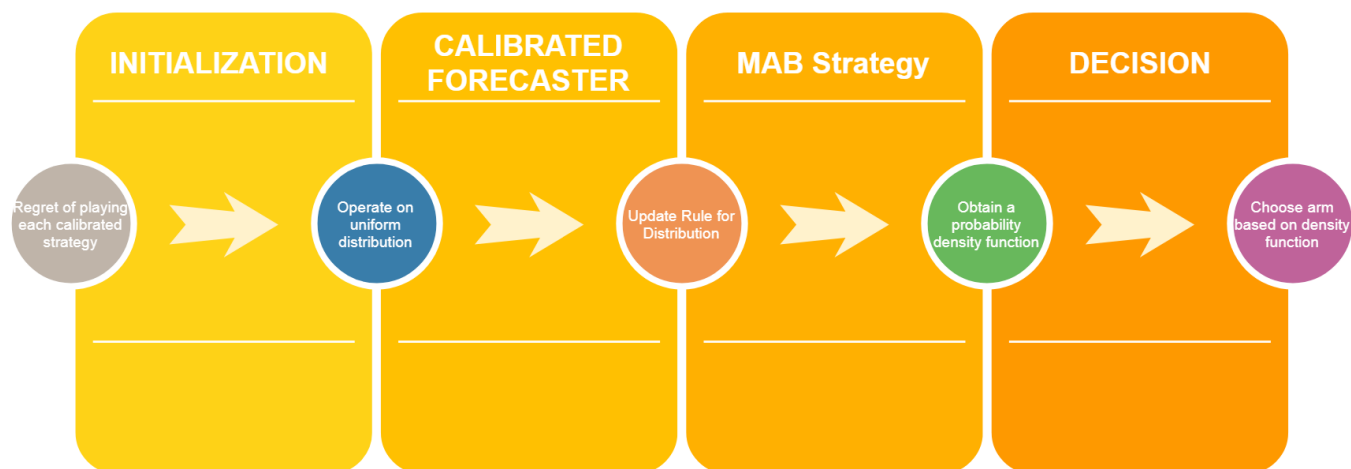 INITIALIZATION
CALIBRATED
FORECASTER
MAB Strategy
DECISION
Regret of playing
each calibrated
strategy
Operate on
uniform
distribution
Update Rule for
Distribution
Obtain a
probability
density function
Choose arm
based on density
function